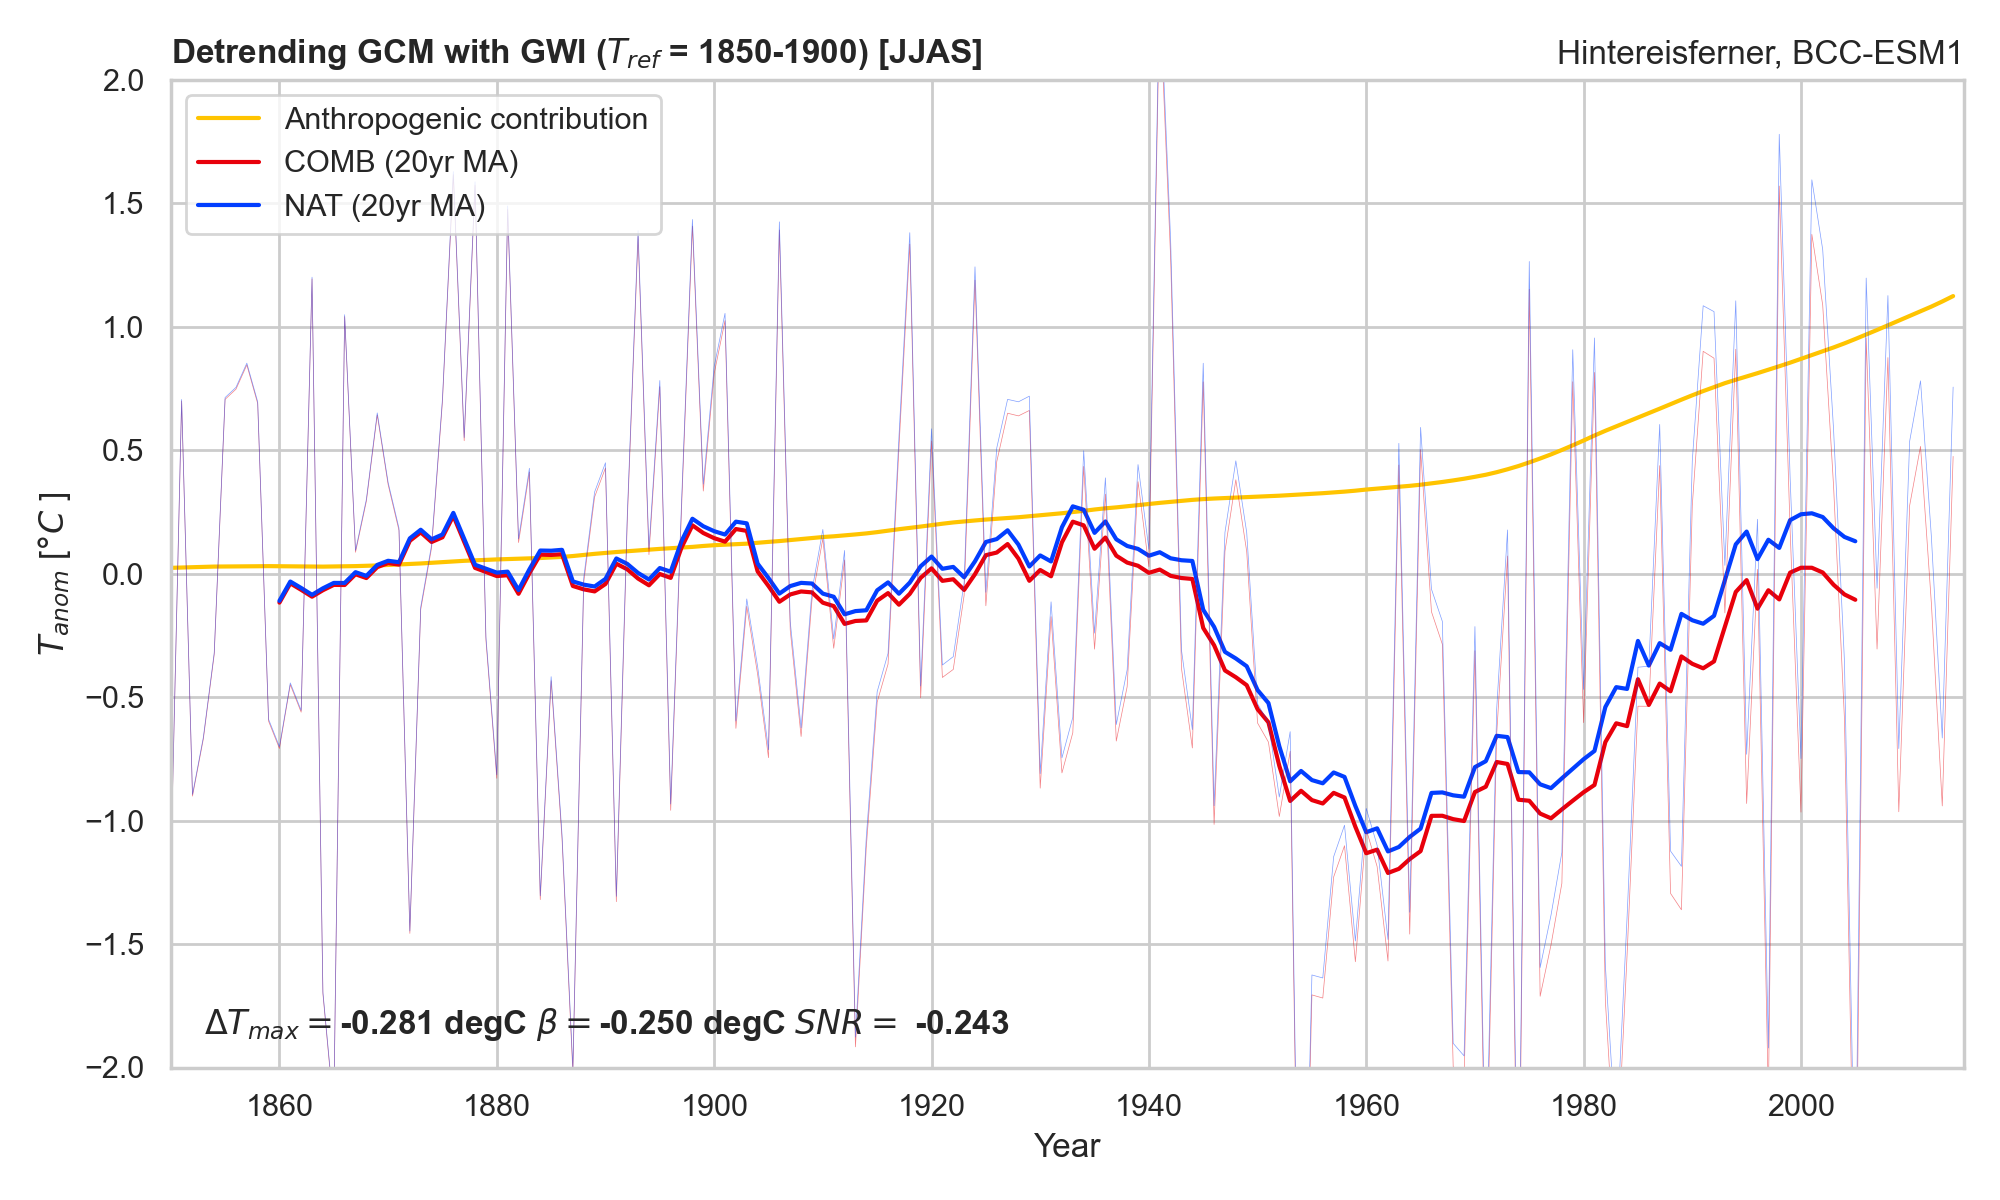 Detrending GCM with GWI (T_ref = 1850-1900) [JJAS]
Hintereisferner, BCC-ESM1
Anthropogenic contribution
COMB (20yr MA)
NAT (20yr MA)
2.0
1.5
1.0
0.5
0.0
−0.5
−1.0
−1.5
−2.0
T_anom [°C]
ΔT_max = -0.281 degC β = -0.250 degC SNR = -0.243
1860 1880 1900 1920 1940 1960 1980 2000
Year